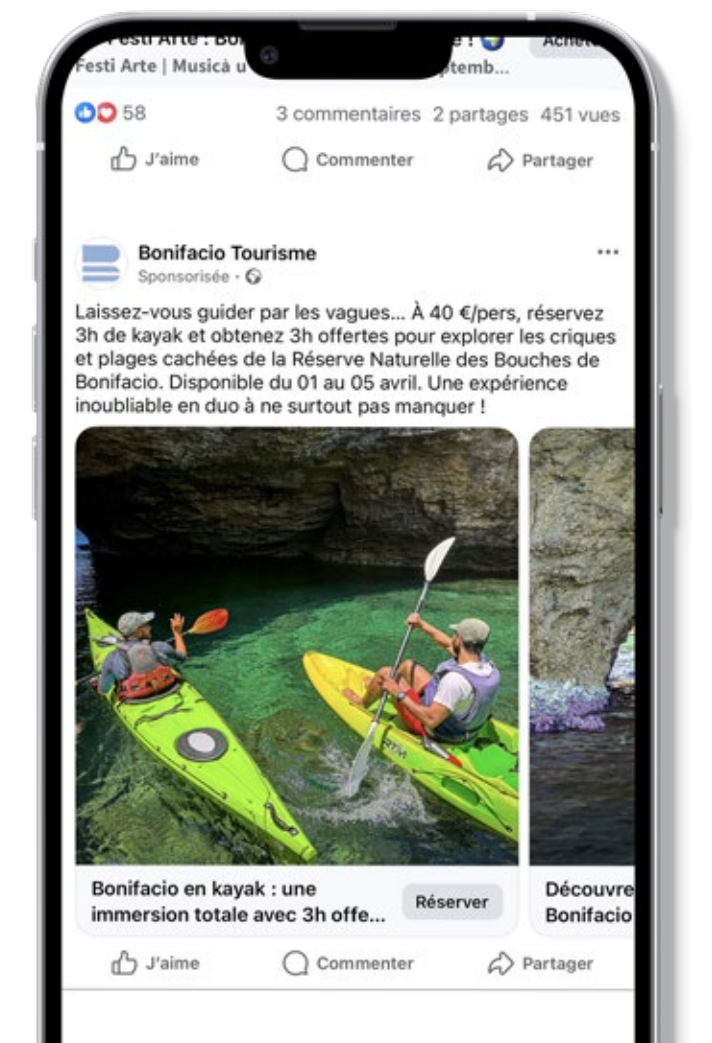 Festi Arte | Musicà u
58
3 commentaires 2 partages 451 vues
J'aime Commenter Partager
Bonifacio Tourisme
Sponsorisée ·
Laissez-vous guider par les vagues... À 40 €/pers, réservez
3h de kayak et obtenez 3h offertes pour explorer les criques
et plages cachées de la Réserve Naturelle des Bouches de
Bonifacio. Disponible du 01 au 05 avril. Une expérience
inoubliable en duo à ne surtout pas manquer !
Bonifacio en kayak : une
immersion totale avec 3h offe...
Réserver
Découvre
Bonifacio
J'aime Commenter Partager